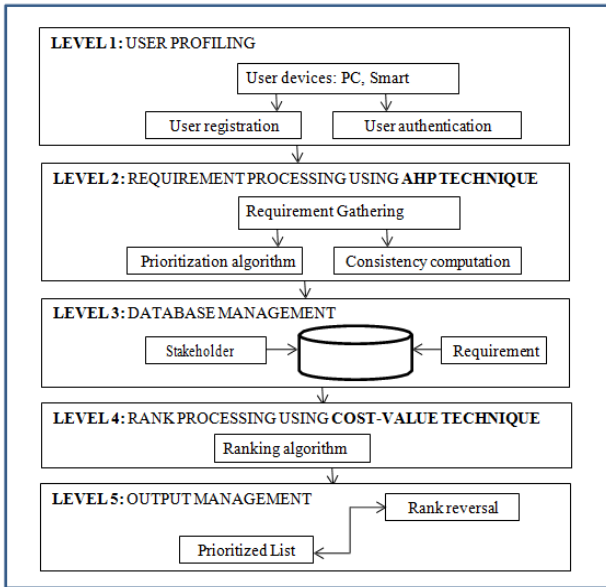 LEVEL 1: USER PROFILING
User devices: PC, Smart
User registration
User authentication
LEVEL 2: REQUIREMENT PROCESSING USING AHP TECHNIQUE
Requirement Gathering
Prioritization algorithm
Consistency computation
LEVEL 3: DATABASE MANAGEMENT
Stakeholder
Requirement
LEVEL 4: RANK PROCESSING USING COST-VALUE TECHNIQUE
Ranking algorithm
LEVEL 5: OUTPUT MANAGEMENT
Rank reversal
Prioritized List